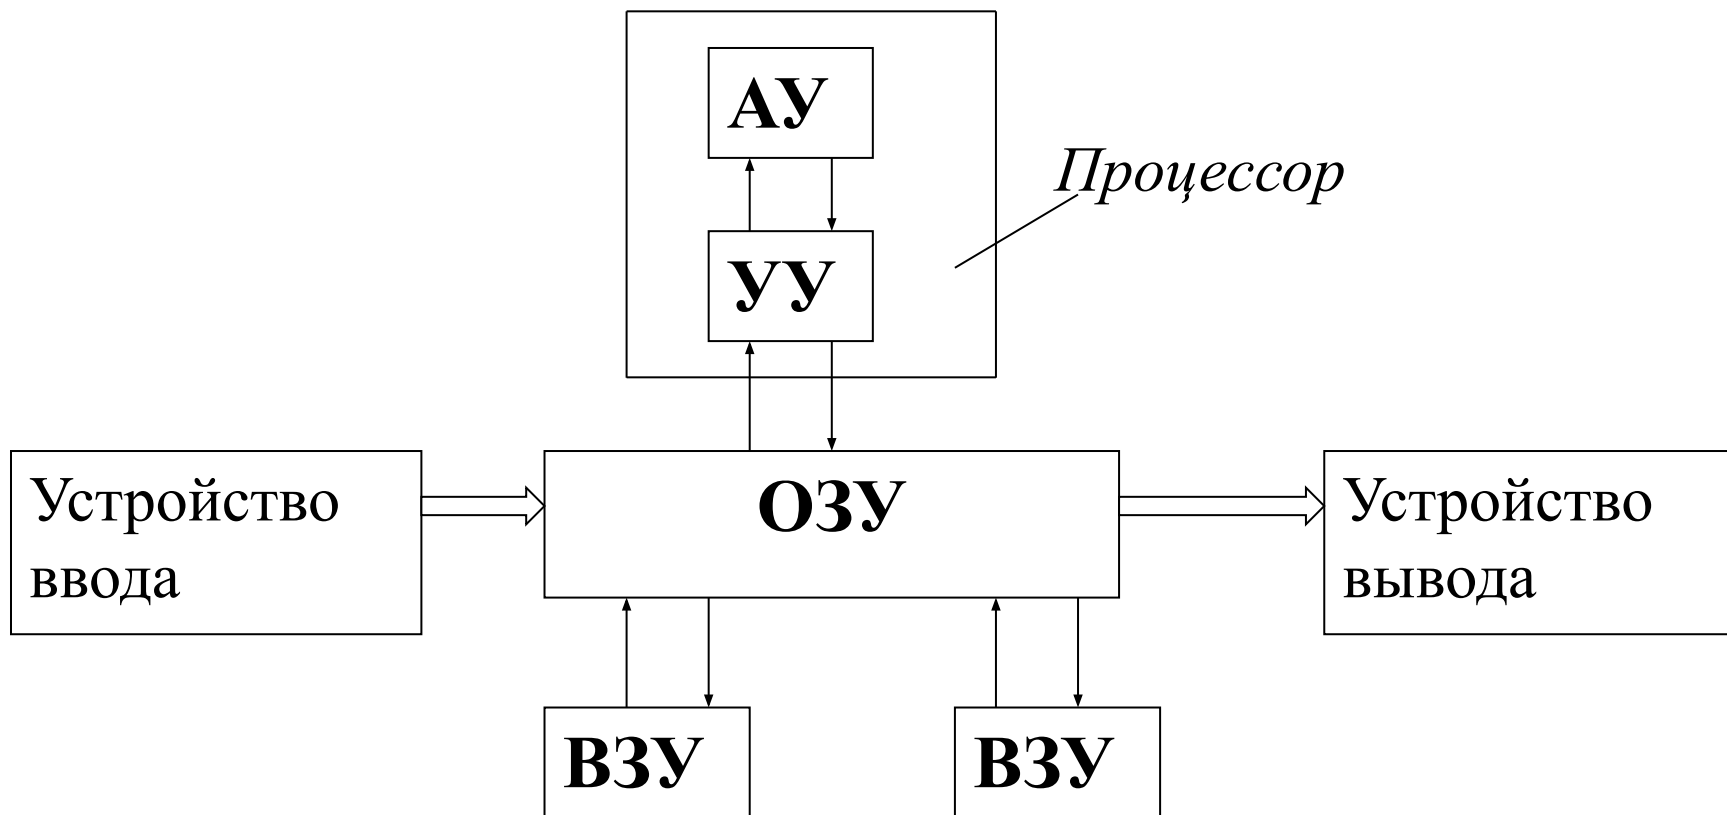 АУ
Процессор
УУ
Устройство
ввода
ОЗУ
Устройство
вывода
ВЗУ
ВЗУ